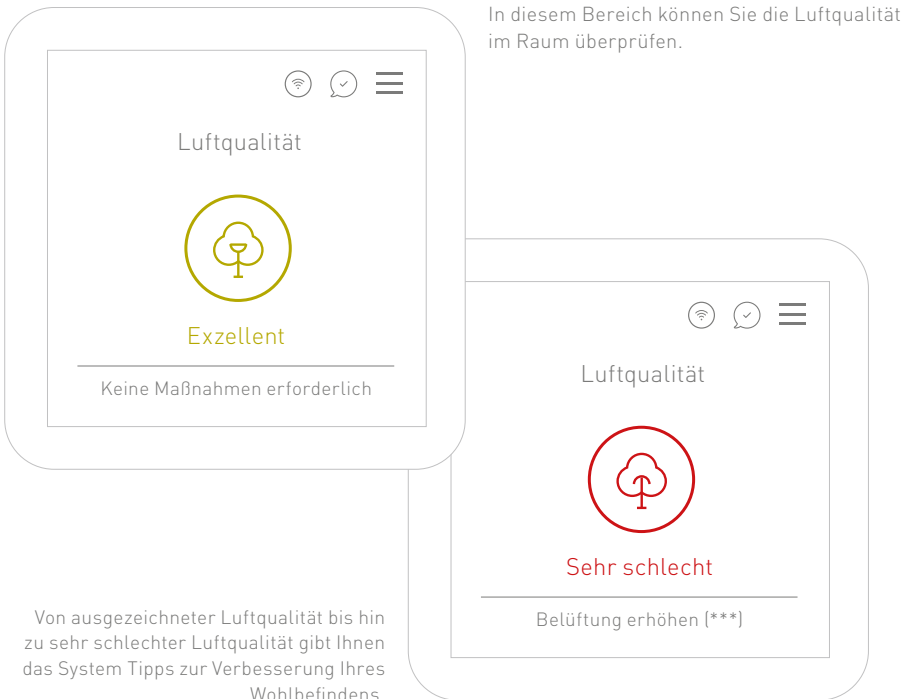 In diesem Bereich können Sie die Luftqualität
im Raum überprüfen.
Luftqualität
Exzellent
Keine Maßnahmen erforderlich
Luftqualität
Sehr schlecht
Belüftung erhöhen (***)
Von ausgezeichneter Luftqualität bis hin
zu sehr schlechter Luftqualität gibt Ihnen
das System Tipps zur Verbesserung Ihres
Wohlbefindens.